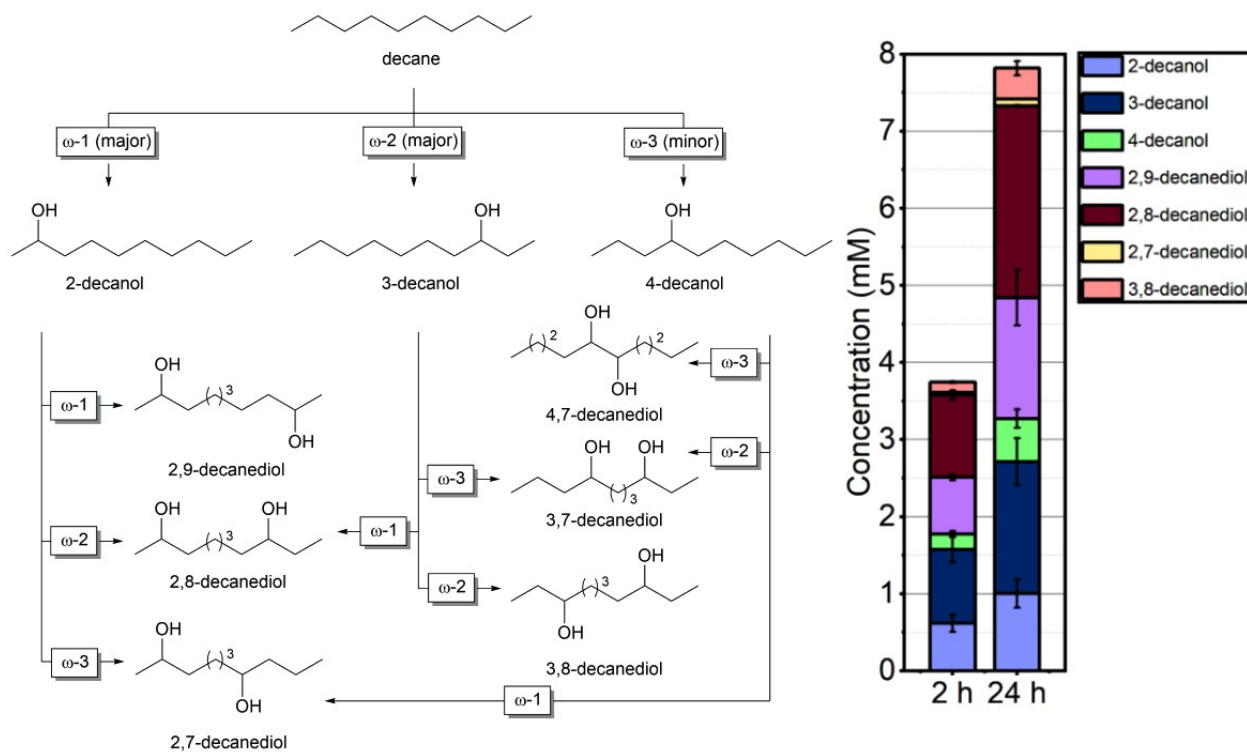 decane
ω-1 (major)
ω-2 (major)
ω-3 (minor)
OH
OH
OH
2-decanol
3-decanol
4-decanol
OH
2
2
OH
ω-3
4,7-decanediol
OH
3
OH
ω-1
2,9-decanediol
OH
OH
3
ω-3
ω-2
3,7-decanediol
OH
OH
3
ω-2
ω-1
2,8-decanediol
OH
3
OH
ω-2
3,8-decanediol
OH
3
OH
ω-3
2,7-decanediol
ω-1
Concentration (mM)
8
7
6
5
4
3
2
1
0
2 h 24 h
2-decanol
3-decanol
4-decanol
2,9-decanediol
2,8-decanediol
2,7-decanediol
3,8-decanediol